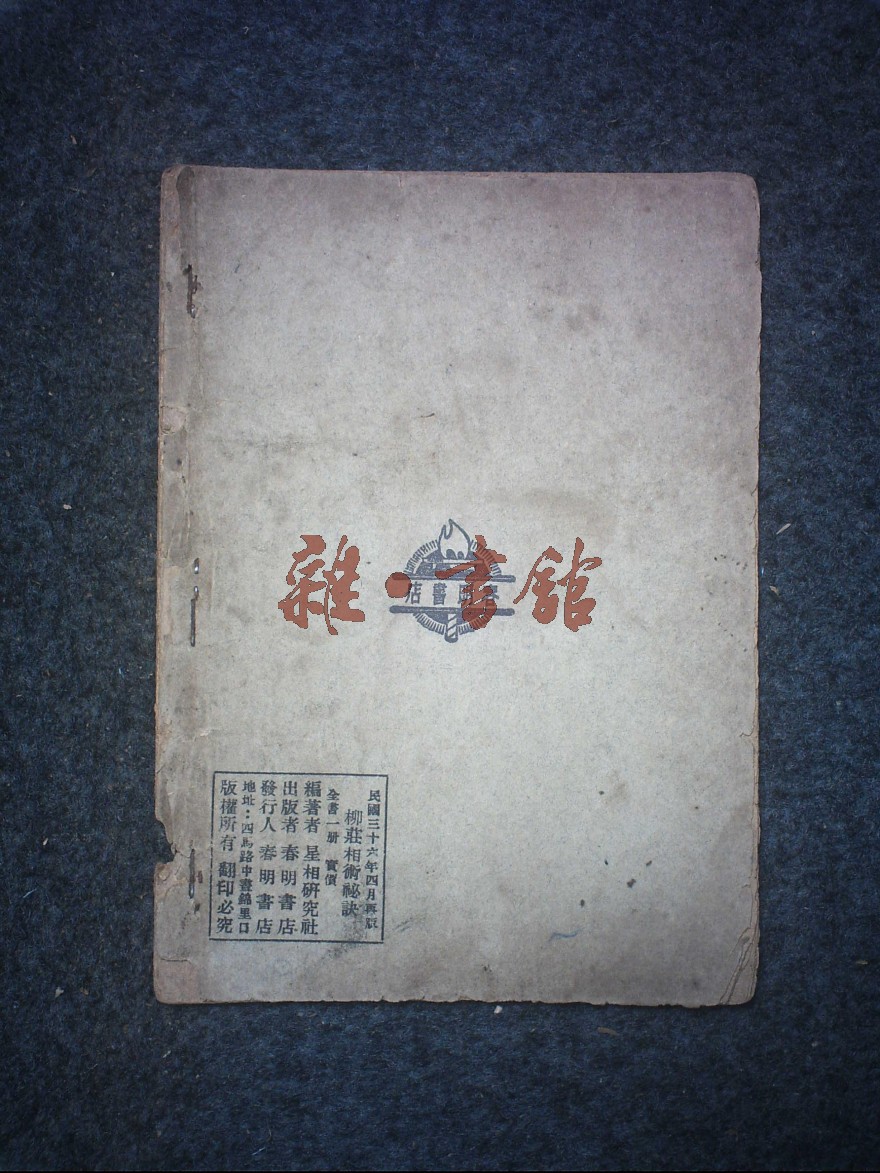 雜·書館
店書明春
民國三十六年四月再版
柳莊相術祕訣
全書一册 實價
編著者 星相研究社
出版者 春明書店
發行人 春明書店
地址：四馬路中晝錦里口
版權所有 翻印必究